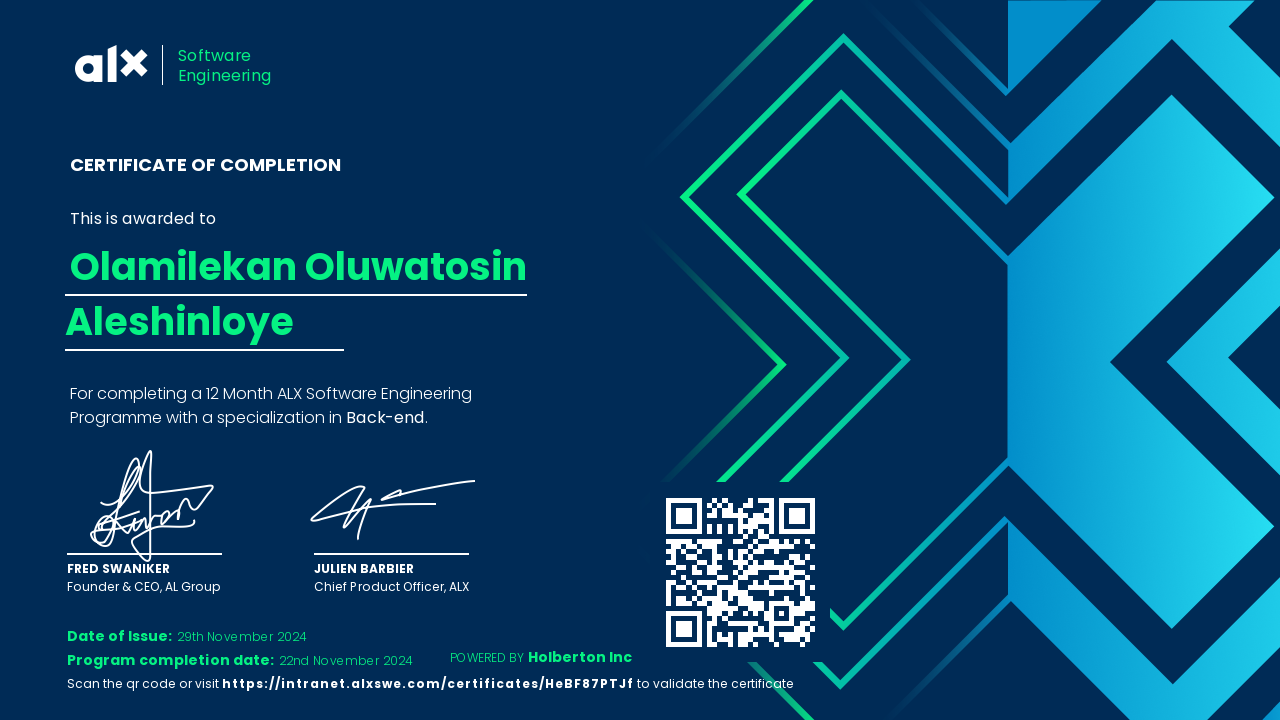 alx
Software
Engineering
CERTIFICATE OF COMPLETION
This is awarded to
Olamilekan Oluwatosin
Aleshinloye
For completing a 12 Month ALX Software Engineering
Programme with a specialization in Back-end.
FRED SWANIKER
Founder & CEO, AL Group
JULIEN BARBIER
Chief Product Officer, ALX
Date of Issue: 29th November 2024
Program completion date: 22nd November 2024
POWERED BY Holberton Inc
Scan the qr code or visit https://intranet.alxswe.com/certificates/HeBF87PTJf to validate the certificate